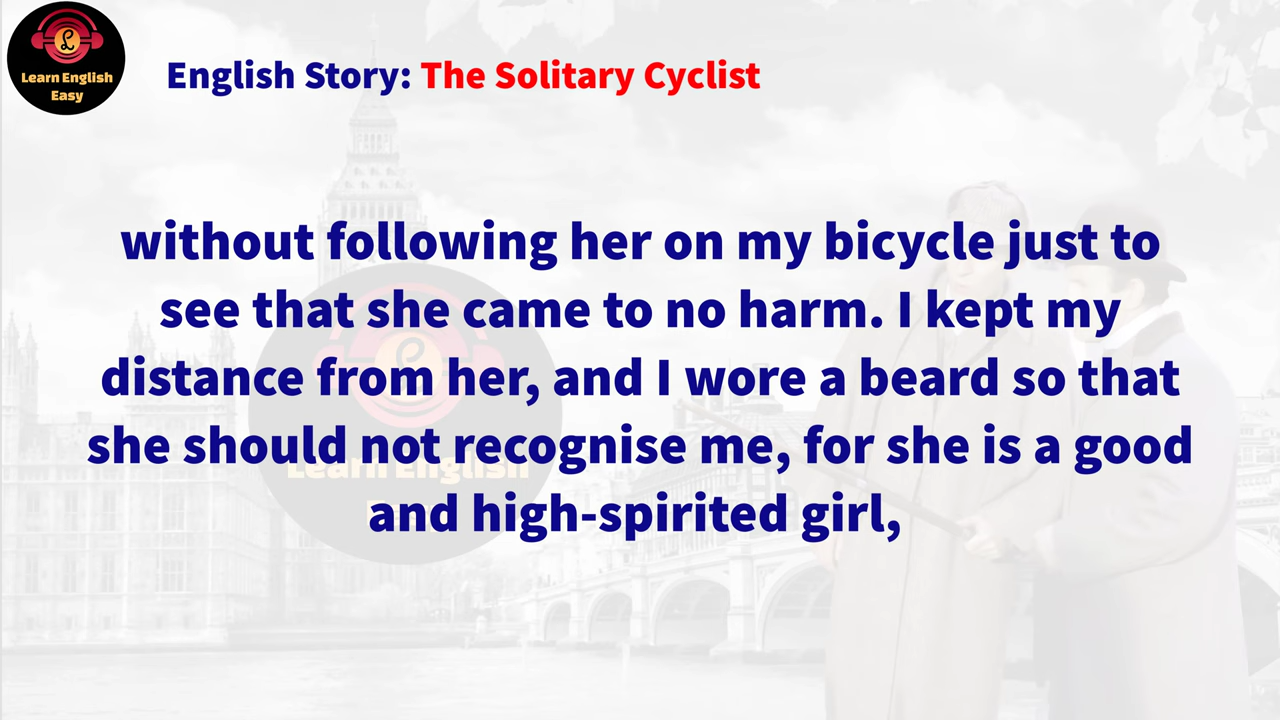 Learn English
Easy
English Story: The Solitary Cyclist
without following her on my bicycle just to
see that she came to no harm. I kept my
distance from her, and I wore a beard so that
she should not recognise me, for she is a good
and high-spirited girl,
Learn English